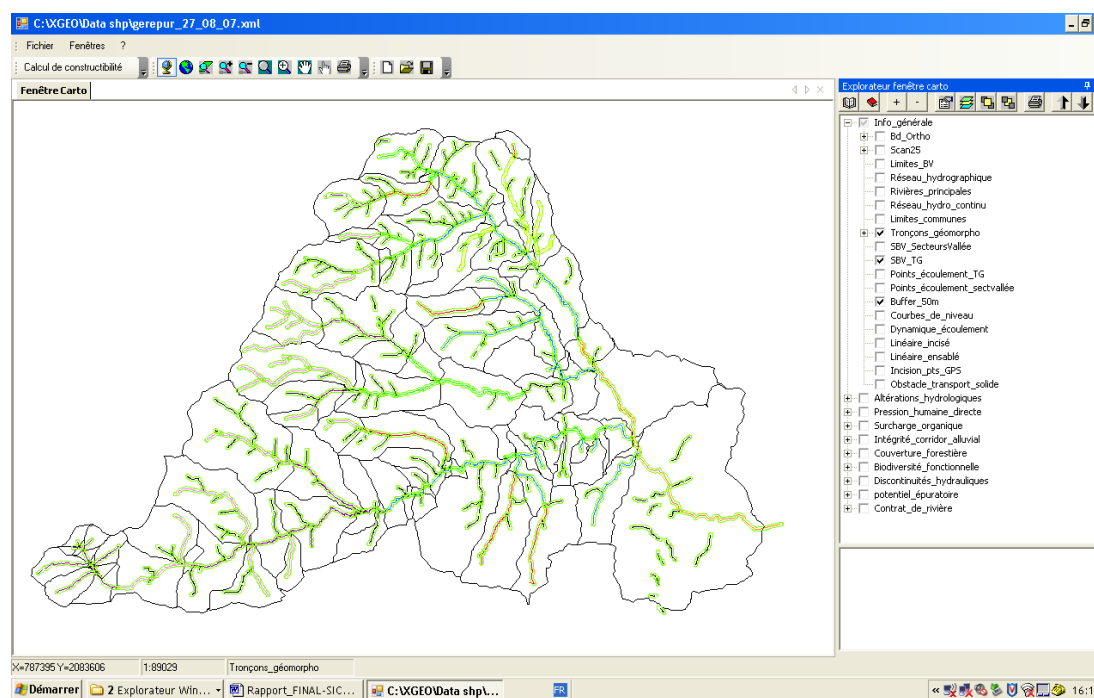 C:\XGEO\Data shp\gerepur_27_08_07.xml
Fichier Fenêtres ?
Calcul de constructibilité
Fenêtre Carto
Explorateur fenêtre carto
Info_générale
Bd_Ortho
Scan25
Limites_BV
Réseau_hydrographique
Rivières_principales
Réseau_hydro_continu
Limites_communes
Tronçons_géomorpho
SBV_SecteursVallée
SBV_TG
Points_écoulement_TG
Points_écoulement_sectvallée
Buffer_50m
Courbes_de_niveau
Dynamique_écoulement
Linéaire_incisé
Linéaire_ensablé
Incision_pts_GPS
Obstacle_transport_solide
Altérations_hydrologiques
Pression_humaine_directe
Surcharge_organique
Intégrité_corridor_alluvial
Couverture_forestière
Biodiversité_fonctionnelle
Discontinuités_hydrauliques
potentiel_épuratoire
Contrat_de_rivière
X=787395 Y=2083606 1:89029 Tronçons_géomorpho
Démarrer 2 Explorateur Win... Rapport_FINAL-SIC... C:\XGEO\Data shp\... FR 16:1